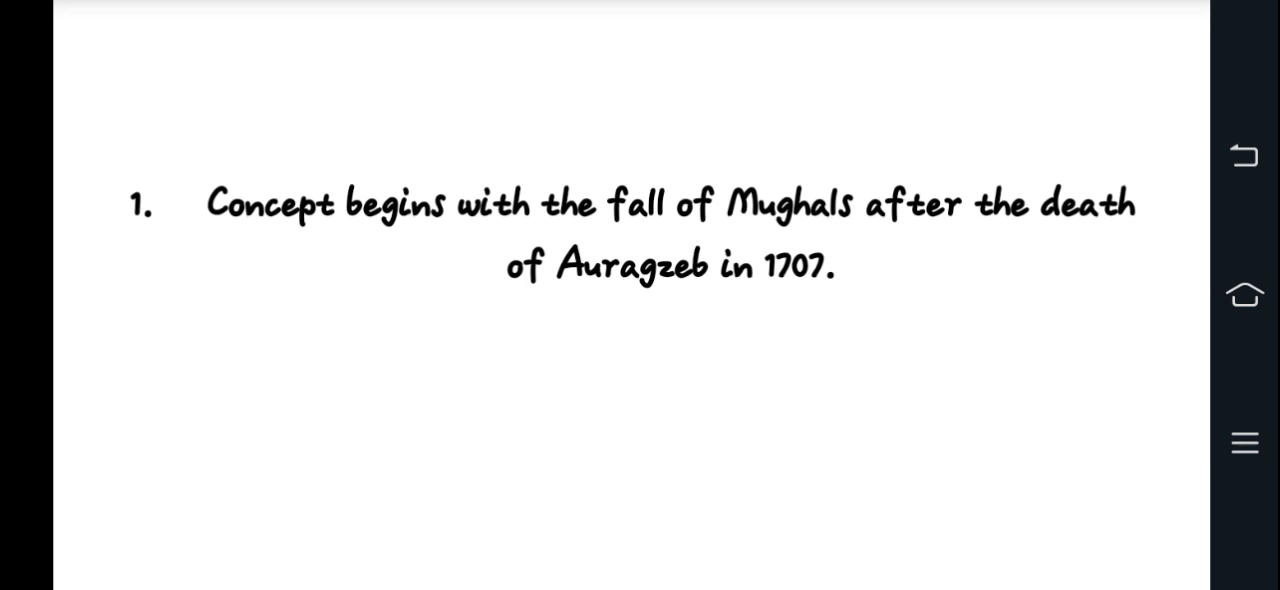 1. Concept begins with the fall of Mughals after the death
of Auragzeb in 1707.